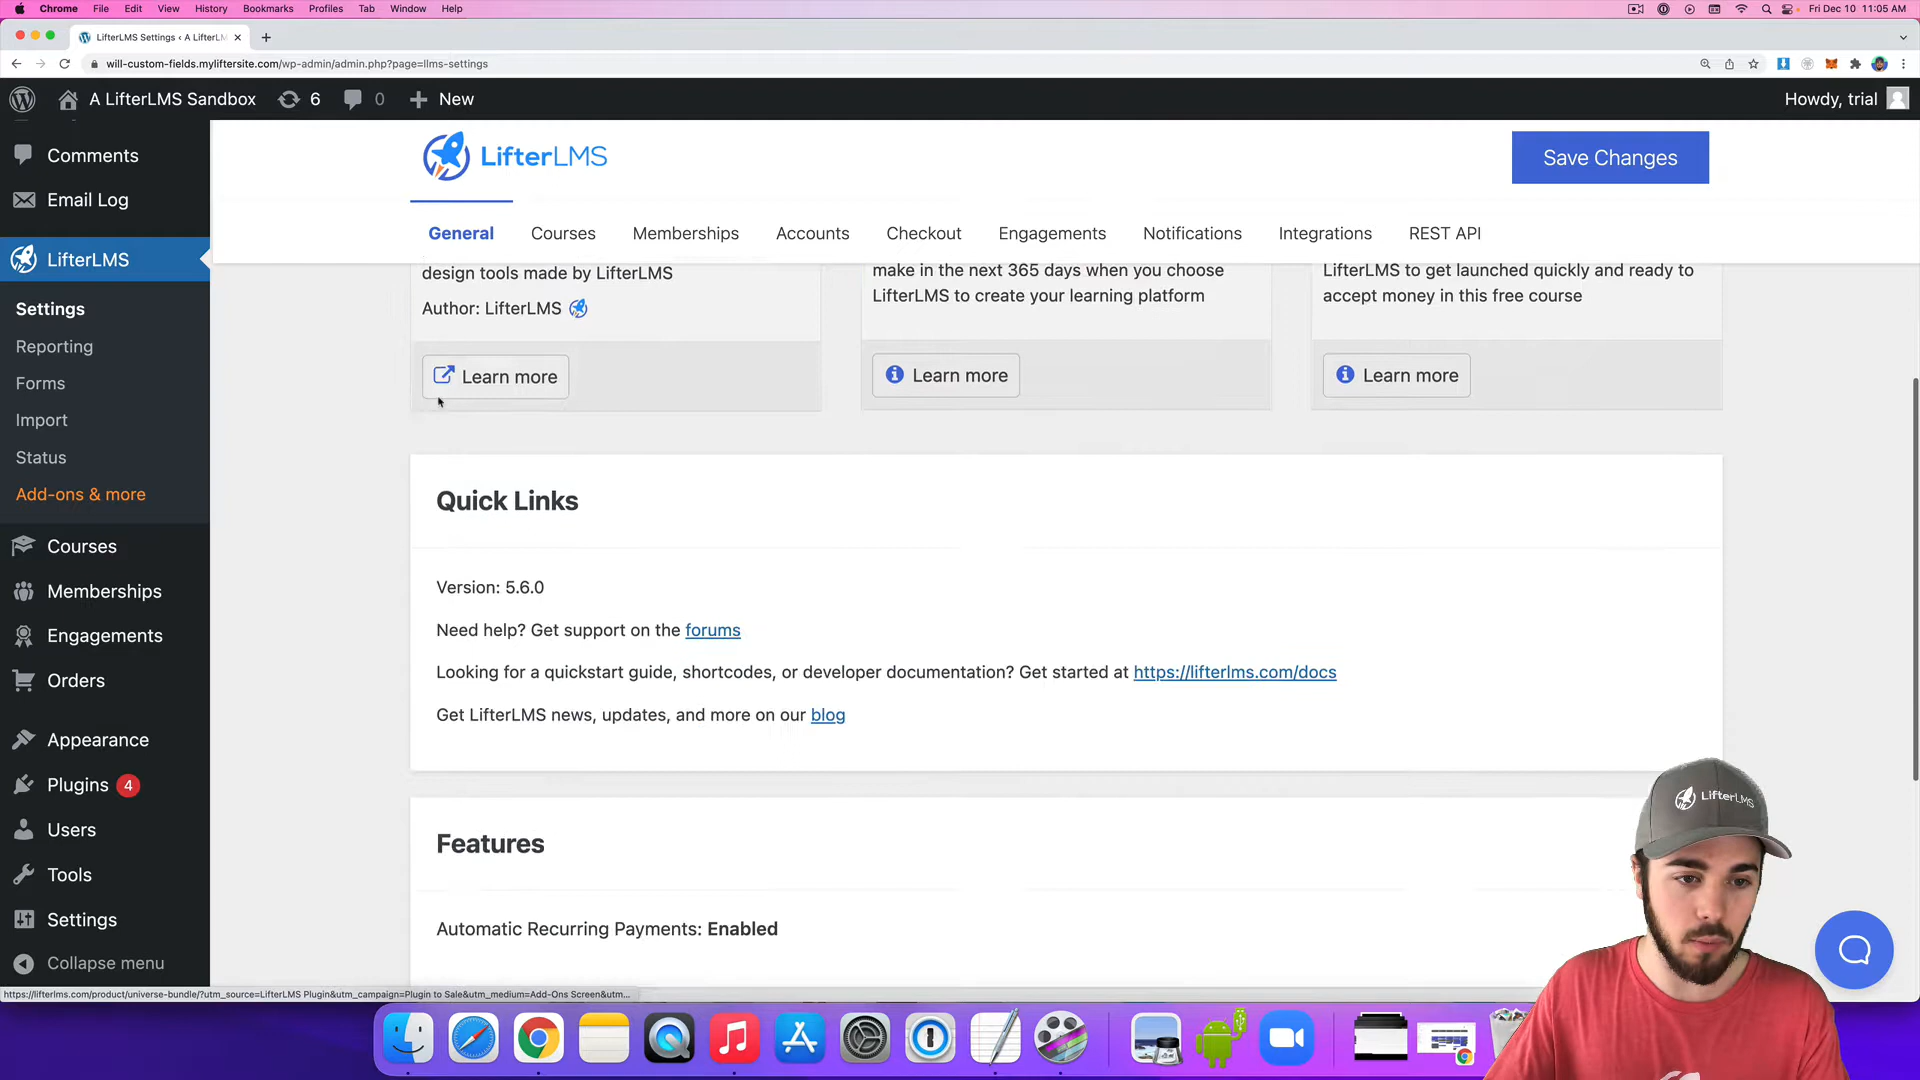 Chrome File Edit View History Bookmarks Profiles Tab Window Help Fri Dec 10 11:05 AM
LifterLMS Settings ‹ A LifterLM
will-custom-fields.myliftersite.com/wp-admin/admin.php?page=llms-settings
A LifterLMS Sandbox 6 0 New Howdy, trial
Comments
Email Log
LifterLMS
Settings
Reporting
Forms
Import
Status
Add-ons & more
Courses
Memberships
Engagements
Orders
Appearance
Plugins 4
Users
Tools
Settings
Collapse menu
LifterLMS
Save Changes
General Courses Memberships Accounts Checkout Engagements Notifications Integrations REST API
design tools made by LifterLMS
Author: LifterLMS
Learn more
make in the next 365 days when you choose
LifterLMS to create your learning platform
Learn more
LifterLMS to get launched quickly and ready to
accept money in this free course
Learn more
Quick Links
Version: 5.6.0
Need help? Get support on the forums
Looking for a quickstart guide, shortcodes, or developer documentation? Get started at https://lifterlms.com/docs
Get LifterLMS news, updates, and more on our blog
Features
Automatic Recurring Payments: Enabled
LifterLMS
https://lifterlms.com/product/universe-bundle/?utm_source=LifterLMS Plugin&utm_campaign=Plugin to Sale&utm_medium=Add-Ons Screen&utm...